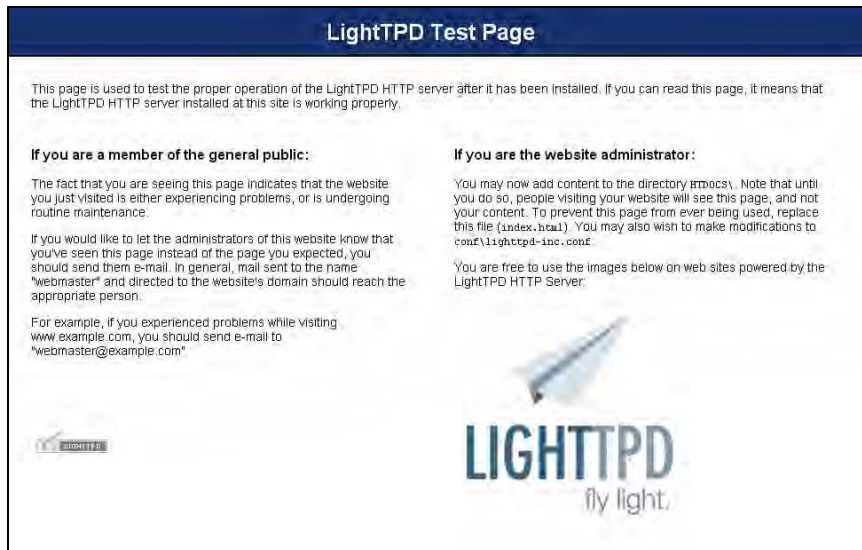 LightTPD Test Page
This page is used to test the proper operation of the LightTPD HTTP server after it has been installed. If you can read this page, it means that
the LightTPD HTTP server installed at this site is working properly.
If you are a member of the general public:
The fact that you are seeing this page indicates that the website
you just visited is either experiencing problems, or is undergoing
routine maintenance.
If you would like to let the administrators of this website know that
you've seen this page instead of the page you expected, you
should send them e-mail. In general, mail sent to the name
"webmaster" and directed to the website's domain should reach the
appropriate person.
For example, if you experienced problems while visiting
www.example.com, you should send e-mail to
"webmaster@example.com"
LIGHTTPD
If you are the website administrator:
You may now add content to the directory HTDOCS\. Note that until
you do so, people visiting your website will see this page, and not
your content. To prevent this page from ever being used, replace
this file (index.html). You may also wish to make modifications to
conf\lighttpd-inc.conf
You are free to use the images below on web sites powered by the
LightTPD HTTP Server:
LIGHTTPD
fly light.